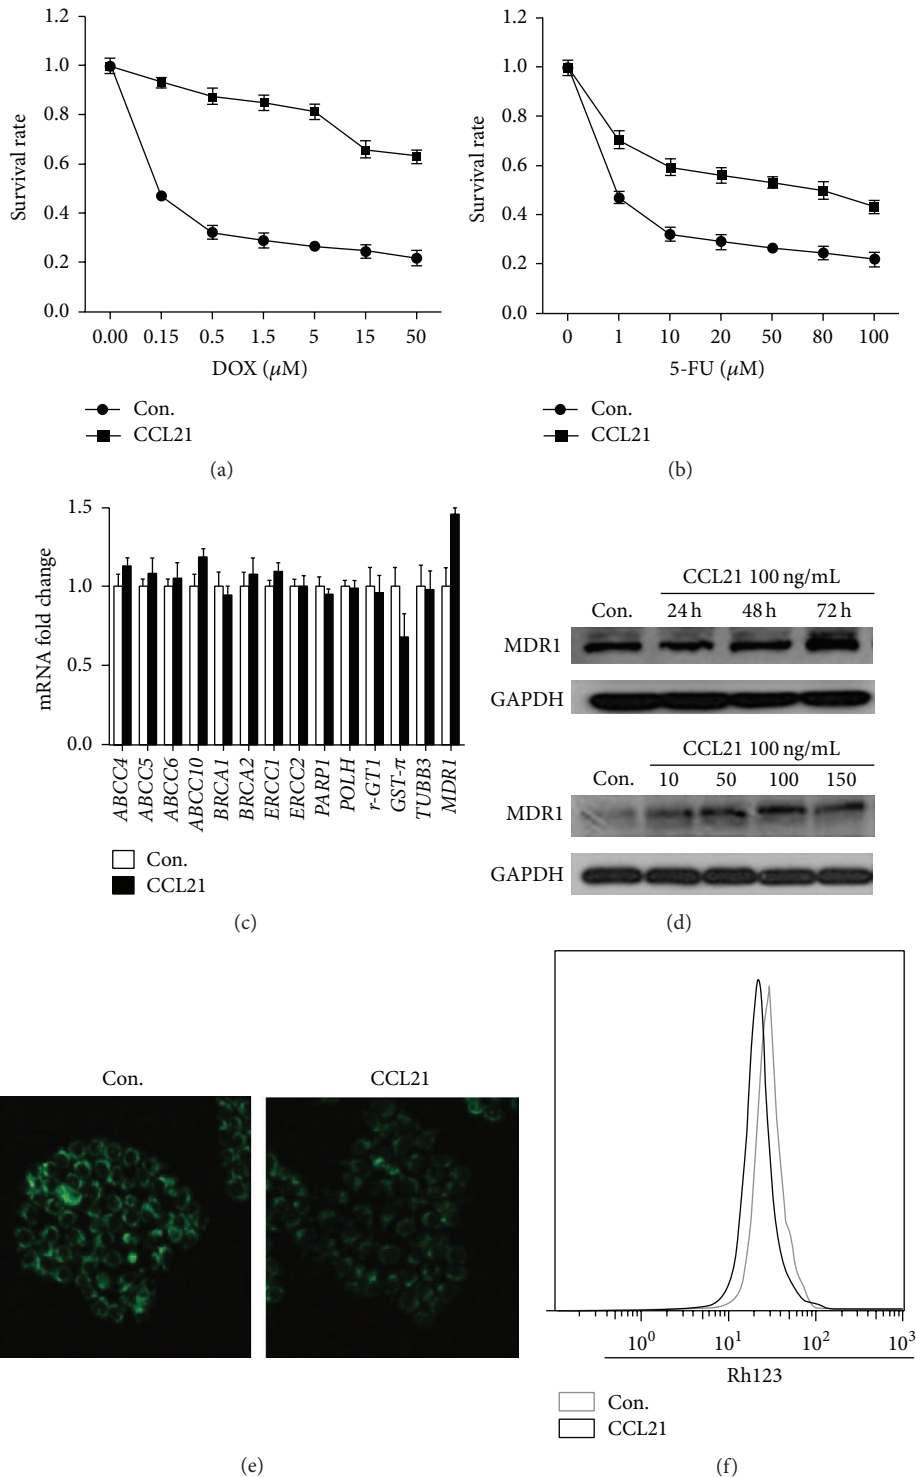 1.2
1.0
0.8
0.6
0.4
0.2
0.0
Survival rate
0.00 0.15 0.5 1.5 5 15 50
DOX (μM)
Con.
CCL21
(a)
1.2
1.0
0.8
0.6
0.4
0.2
0.0
Survival rate
0 1 10 20 50 80 100
5-FU (μM)
Con.
CCL21
(b)
1.5
1.0
0.5
0.0
mRNA fold change
ABCC4
ABCC5
ABCC6
ABCC10
BRCA1
BRCA2
ERCC1
ERCC2
PARP1
POLH
r-GT1
GST-π
TUBB3
MDR1
Con.
CCL21
(c)
CCL21 100 ng/mL
Con. 24 h 48 h 72 h
MDR1
GAPDH
CCL21 100 ng/mL
Con. 10 50 100 150
MDR1
GAPDH
(d)
Con.
CCL21
(e)
10⁰ 10¹ 10² 10³
Rh123
Con.
CCL21
(f)